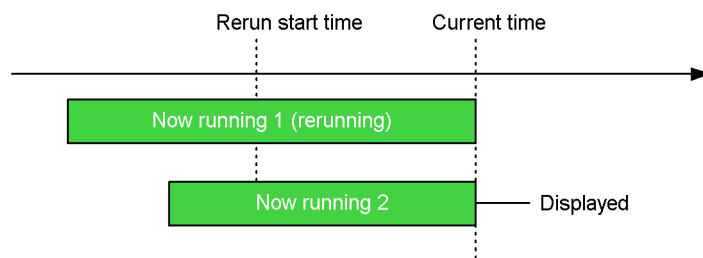 Rerun start time
Current time
Now running 1 (rerunning)
Now running 2
Displayed